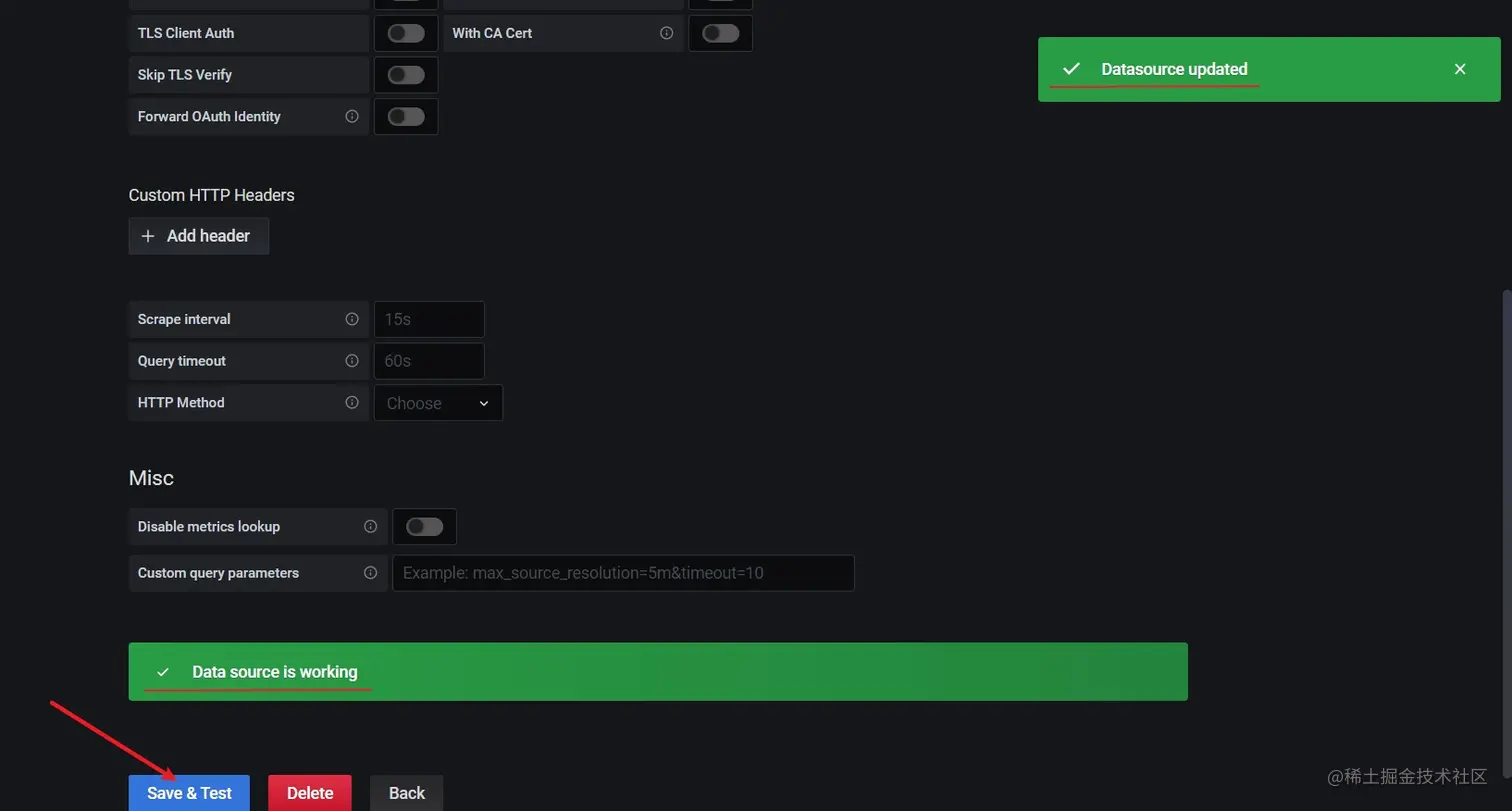 TLS Client Auth With CA Cert
Datasource updated
Skip TLS Verify
Forward OAuth Identity
Custom HTTP Headers
Add header
Scrape interval 15s
Query timeout 60s
HTTP Method Choose
Misc
Disable metrics lookup
Custom query parameters Example: max_source_resolution=5m&timeout=10
Data source is working
Save & Test Delete Back
@稀土掘金技术社区